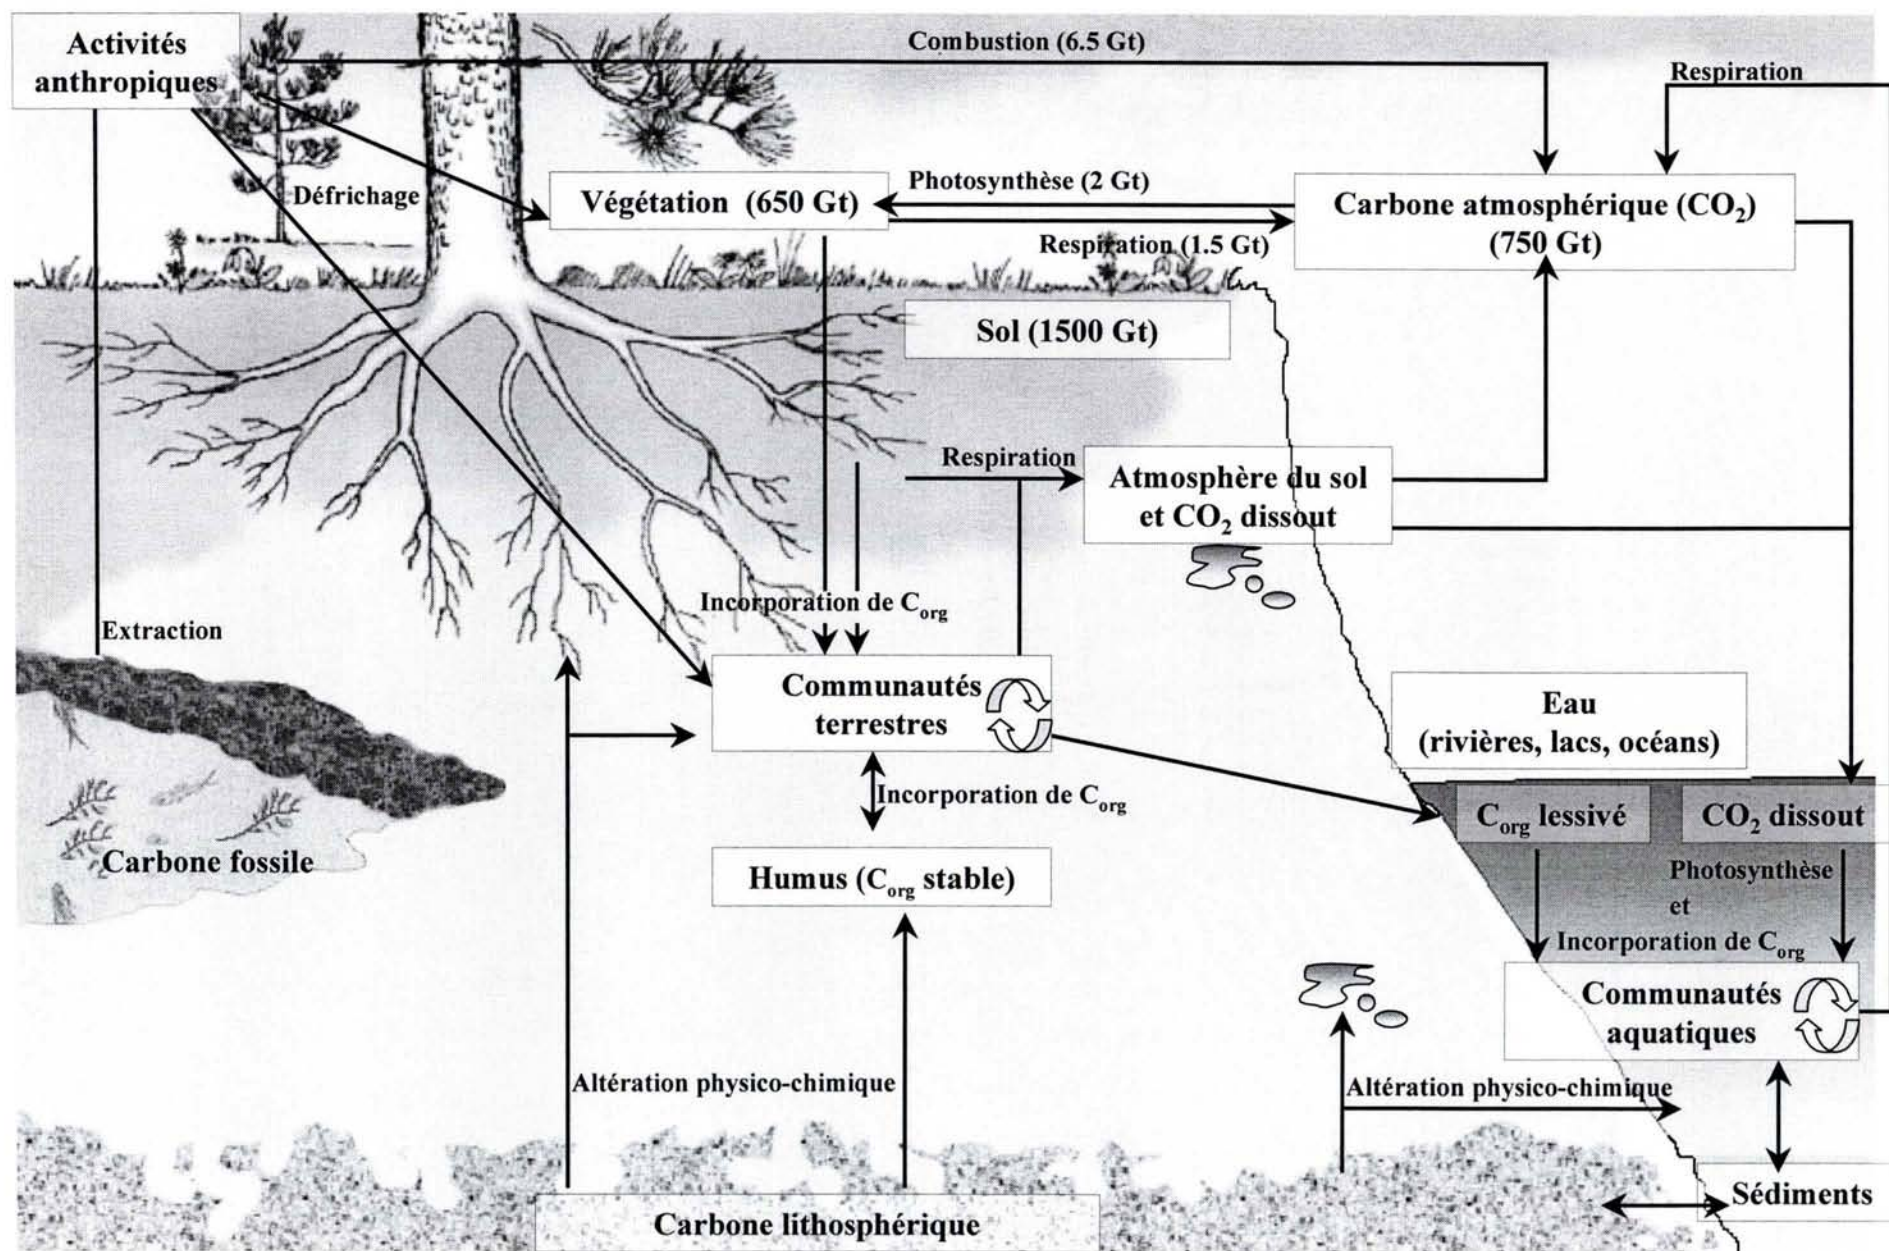 Activités
anthropiques
Combustion (6.5 Gt)
Respiration
Défrichage
Végétation (650 Gt)
Photosynthèse (2 Gt)
Respiration (1.5 Gt)
Carbone atmosphérique (CO₂)
(750 Gt)
Sol (1500 Gt)
Respiration
Atmosphère du sol
et CO₂ dissout
Incorporation de Corg
Extraction
Communautés
terrestres
Eau
(rivières, lacs, océans)
Incorporation de Corg
Corg lessivé
CO₂ dissout
Carbone fossile
Humus (Corg stable)
Photosynthèse
et
Incorporation de Corg
Communautés
aquatiques
Altération physico-chimique
Altération physico-chimique
Sédiments
Carbone lithosphérique